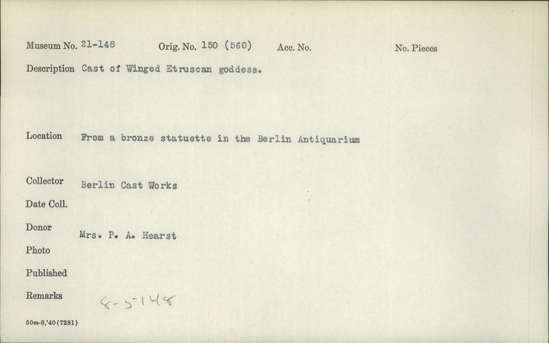 Museum No. 21-148 Orig. No. 150 (560) Acc. No. No. Pieces
Description Cast of Winged Etruscan goddess.
Location From a bronze statuette in the Berlin Antiquarium
Collector Berlin Cast Works
Date Coll.
Donor Mrs. P. A. Hearst
Photo
Published
Remarks 8-5148
50m-8,'40(7281)